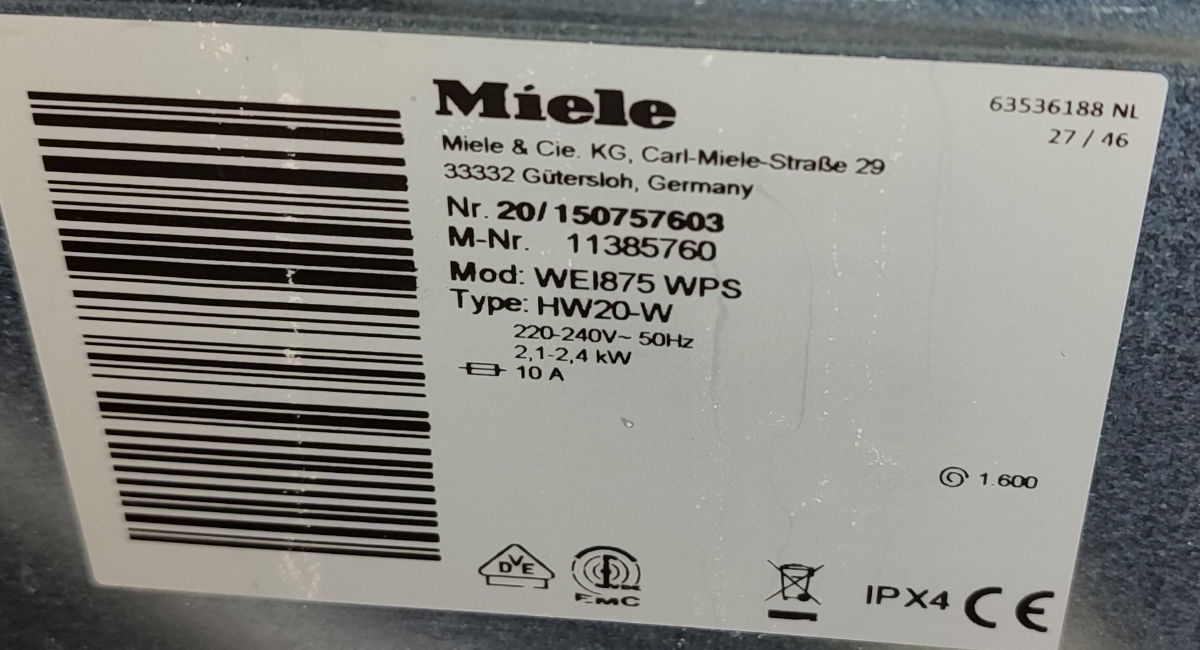 Miele
63536188 NL
27 / 46
Miele & Cie. KG, Carl-Miele-Straße 29
33332 Gütersloh, Germany
Nr. 20/ 150757603
M-Nr. 11385760
Mod: WEI875 WPS
Type: HW20-W
220-240V~ 50Hz
2,1-2,4 kW
10 A
1.600
DVE
EMC
IPX4 CE